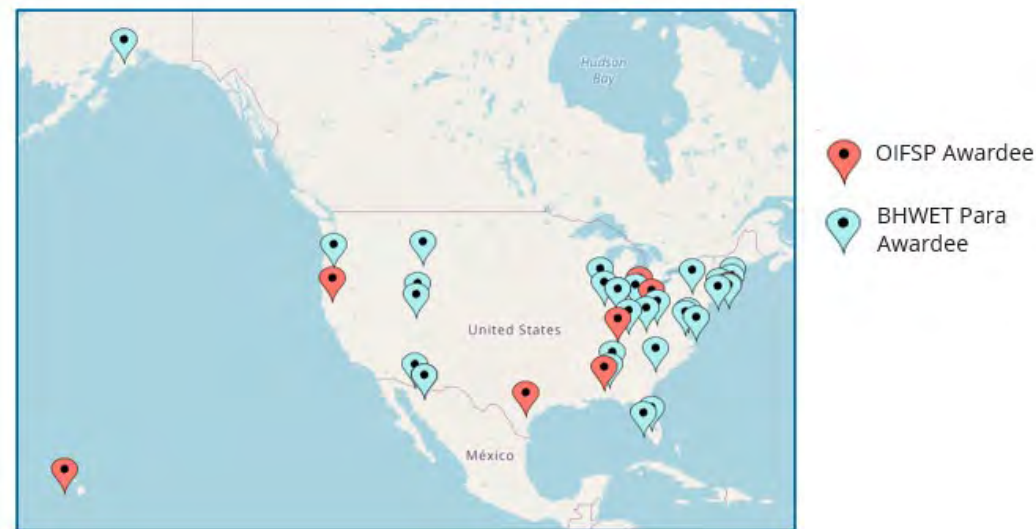 Hudson
Bay
OIFSP Awardee
BHWET Para
Awardee
United States
México